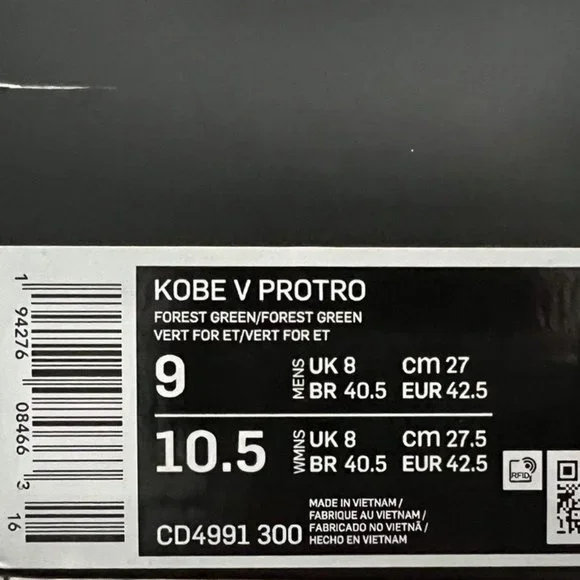 KOBE V PROTRO
FOREST GREEN/FOREST GREEN
VERT FOR ET/VERT FOR ET
9 MENS UK 8 cm 27
BR 40.5 EUR 42.5
10.5 WMNS UK 8 cm 27.5
BR 40.5 EUR 42.5
RFID
MADE IN VIETNAM /
FABRIQUE AU VIETNAM /
CD4991 300 FABRICADO NO VIETNÃ /
HECHO EN VIETNAM
1 94276 08466 3 16